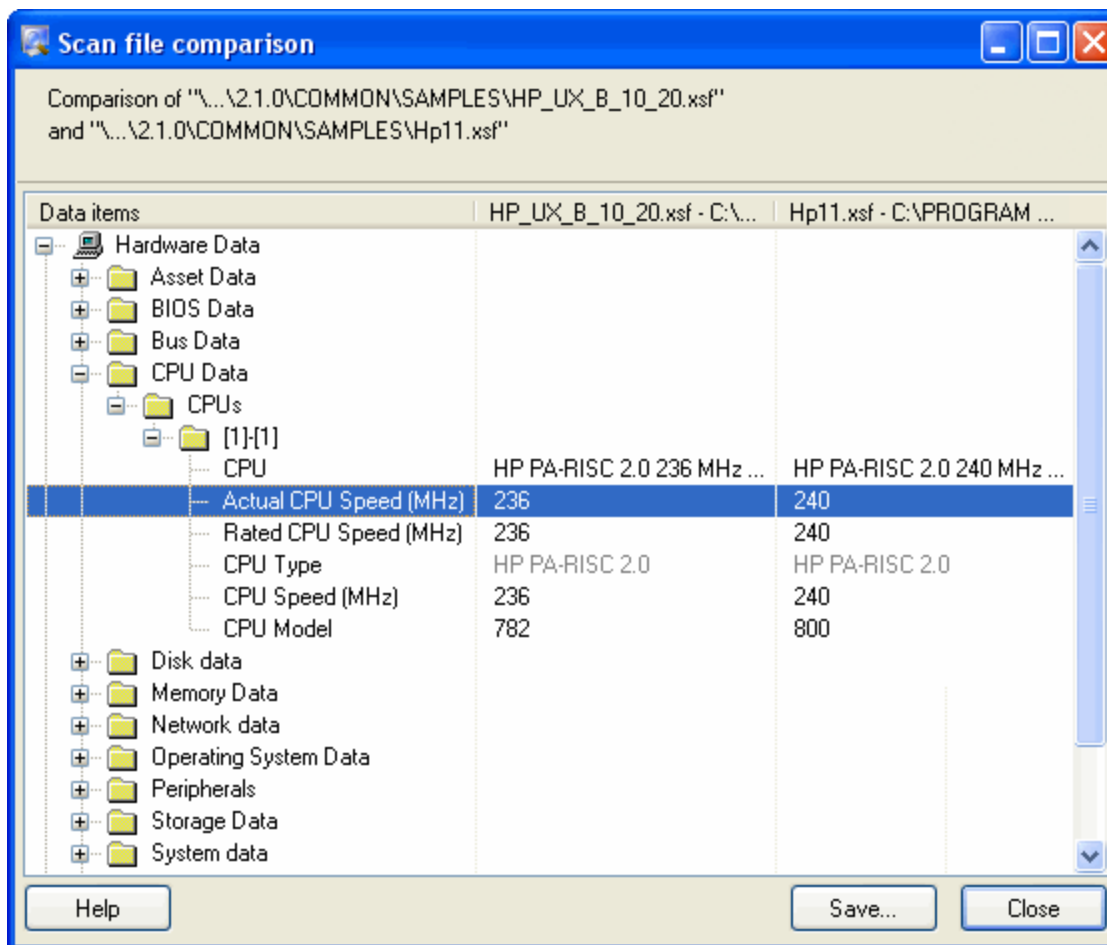 Scan file comparison
Comparison of "\...\2.1.0\COMMON\SAMPLES\HP_UX_B_10_20.xsf"
and "\...\2.1.0\COMMON\SAMPLES\Hp11.xsf"
Data items HP_UX_B_10_20.xsf - C:\... Hp11.xsf - C:\PROGRAM ...
Hardware Data
Asset Data
BIOS Data
Bus Data
CPU Data
CPUs
[1]-[1]
CPU HP PA-RISC 2.0 236 MHz ... HP PA-RISC 2.0 240 MHz ...
Actual CPU Speed (MHz) 236 240
Rated CPU Speed (MHz) 236 240
CPU Type HP PA-RISC 2.0 HP PA-RISC 2.0
CPU Speed (MHz) 236 240
CPU Model 782 800
Disk data
Memory Data
Network data
Operating System Data
Peripherals
Storage Data
System data
Help Save... Close